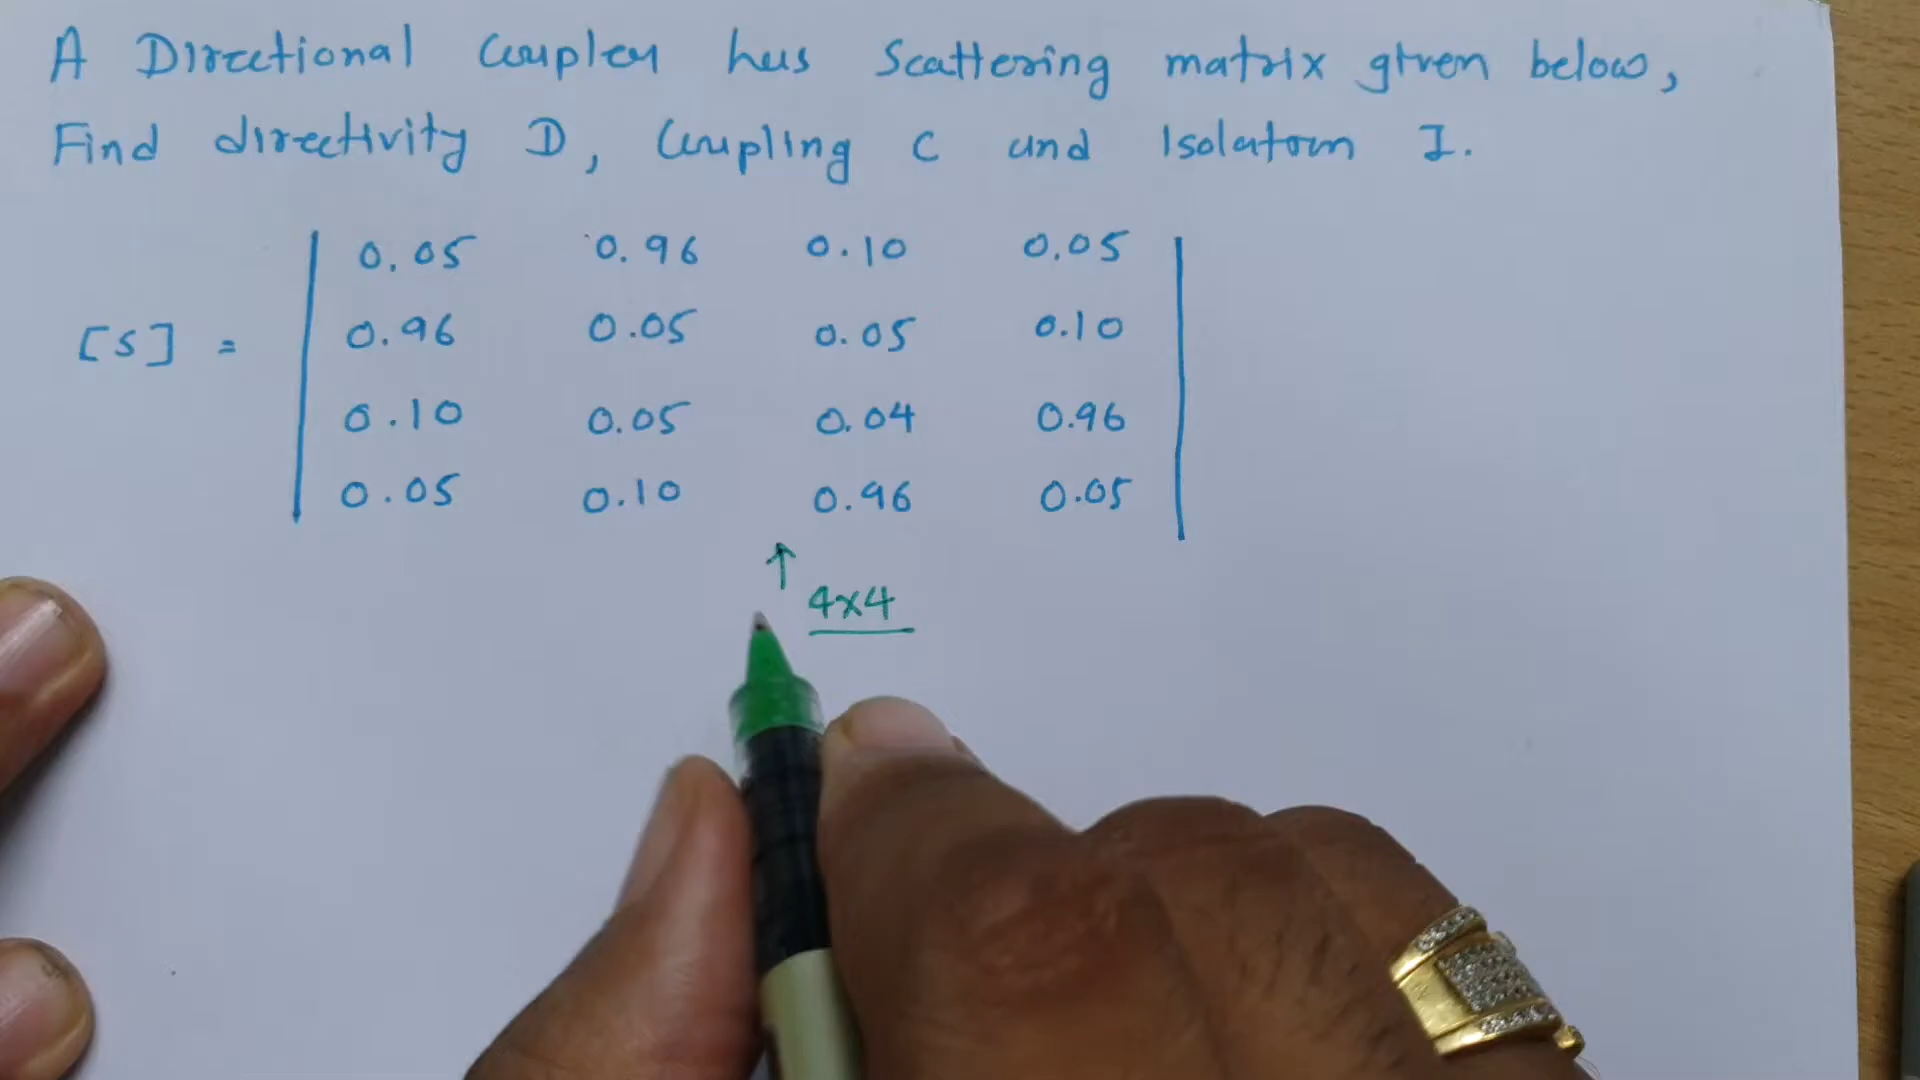 A Directional Coupler has Scattering matrix given below,
Find directivity D, Coupling C and Isolation I.
0.05 0.96 0.10 0.05
0.96 0.05 0.05 0.10
[S] =
0.10 0.05 0.04 0.96
0.05 0.10 0.96 0.05
↑ 4x4